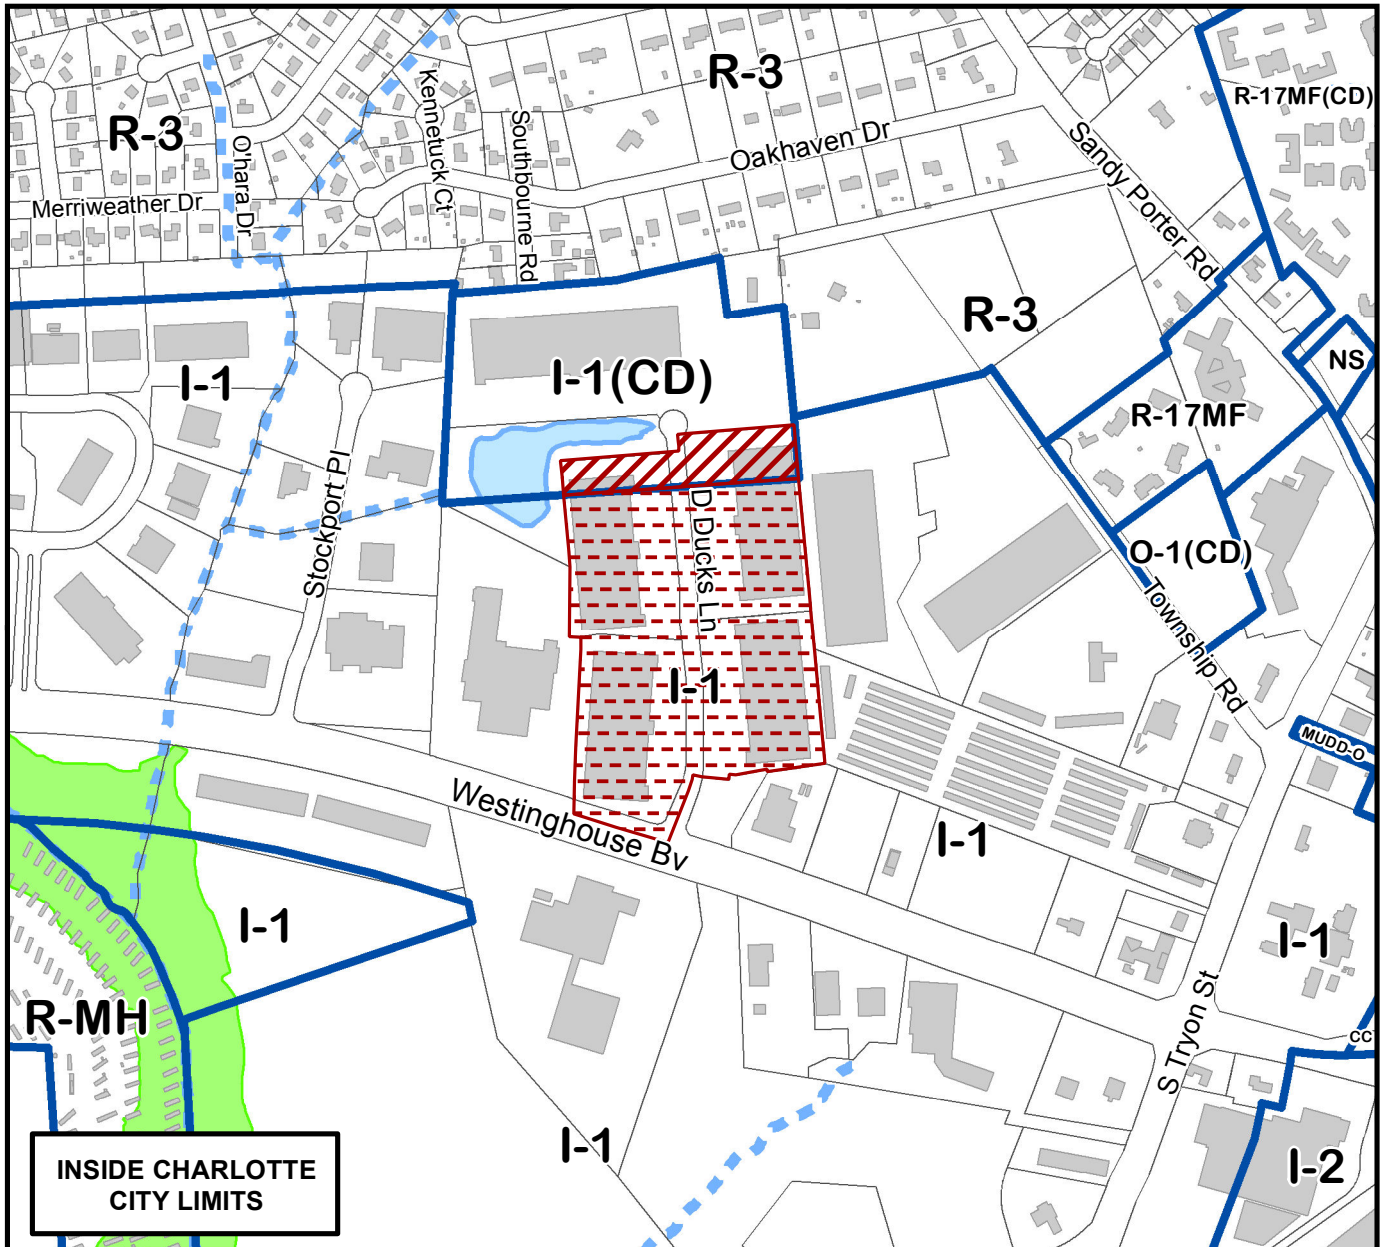 R-3
R-17MF(CD)
R-3
Kennetuck Ct
Southbourne Rd
O'hara Dr
Oakhaven Dr
Sandy Porter Rd
Merriweather Dr
R-3
I-1
I-1(CD)
NS
R-17MF
Stockport Pl
D Ducks Ln
O-1(CD)
Township Rd
I-1
MUDD-O
Westinghouse Bv
I-1
I-1
I-1
R-MH
S Tryon St
CC
I-1
I-2
INSIDE CHARLOTTE
CITY LIMITS